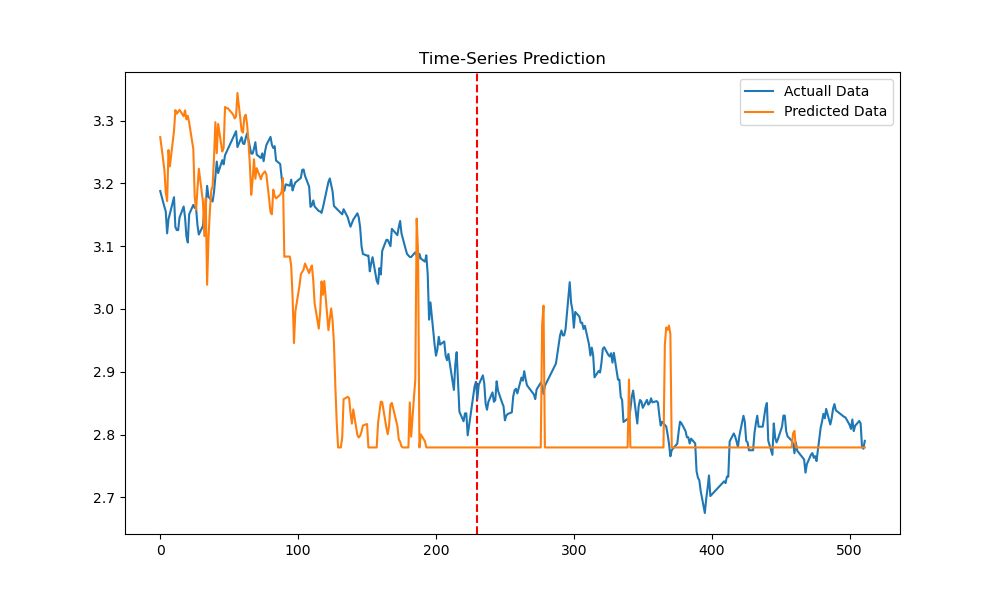 Time-Series Prediction
Actuall Data
Predicted Data
3.3
3.2
3.1
3.0
2.9
2.8
2.7
0 100 200 300 400 500